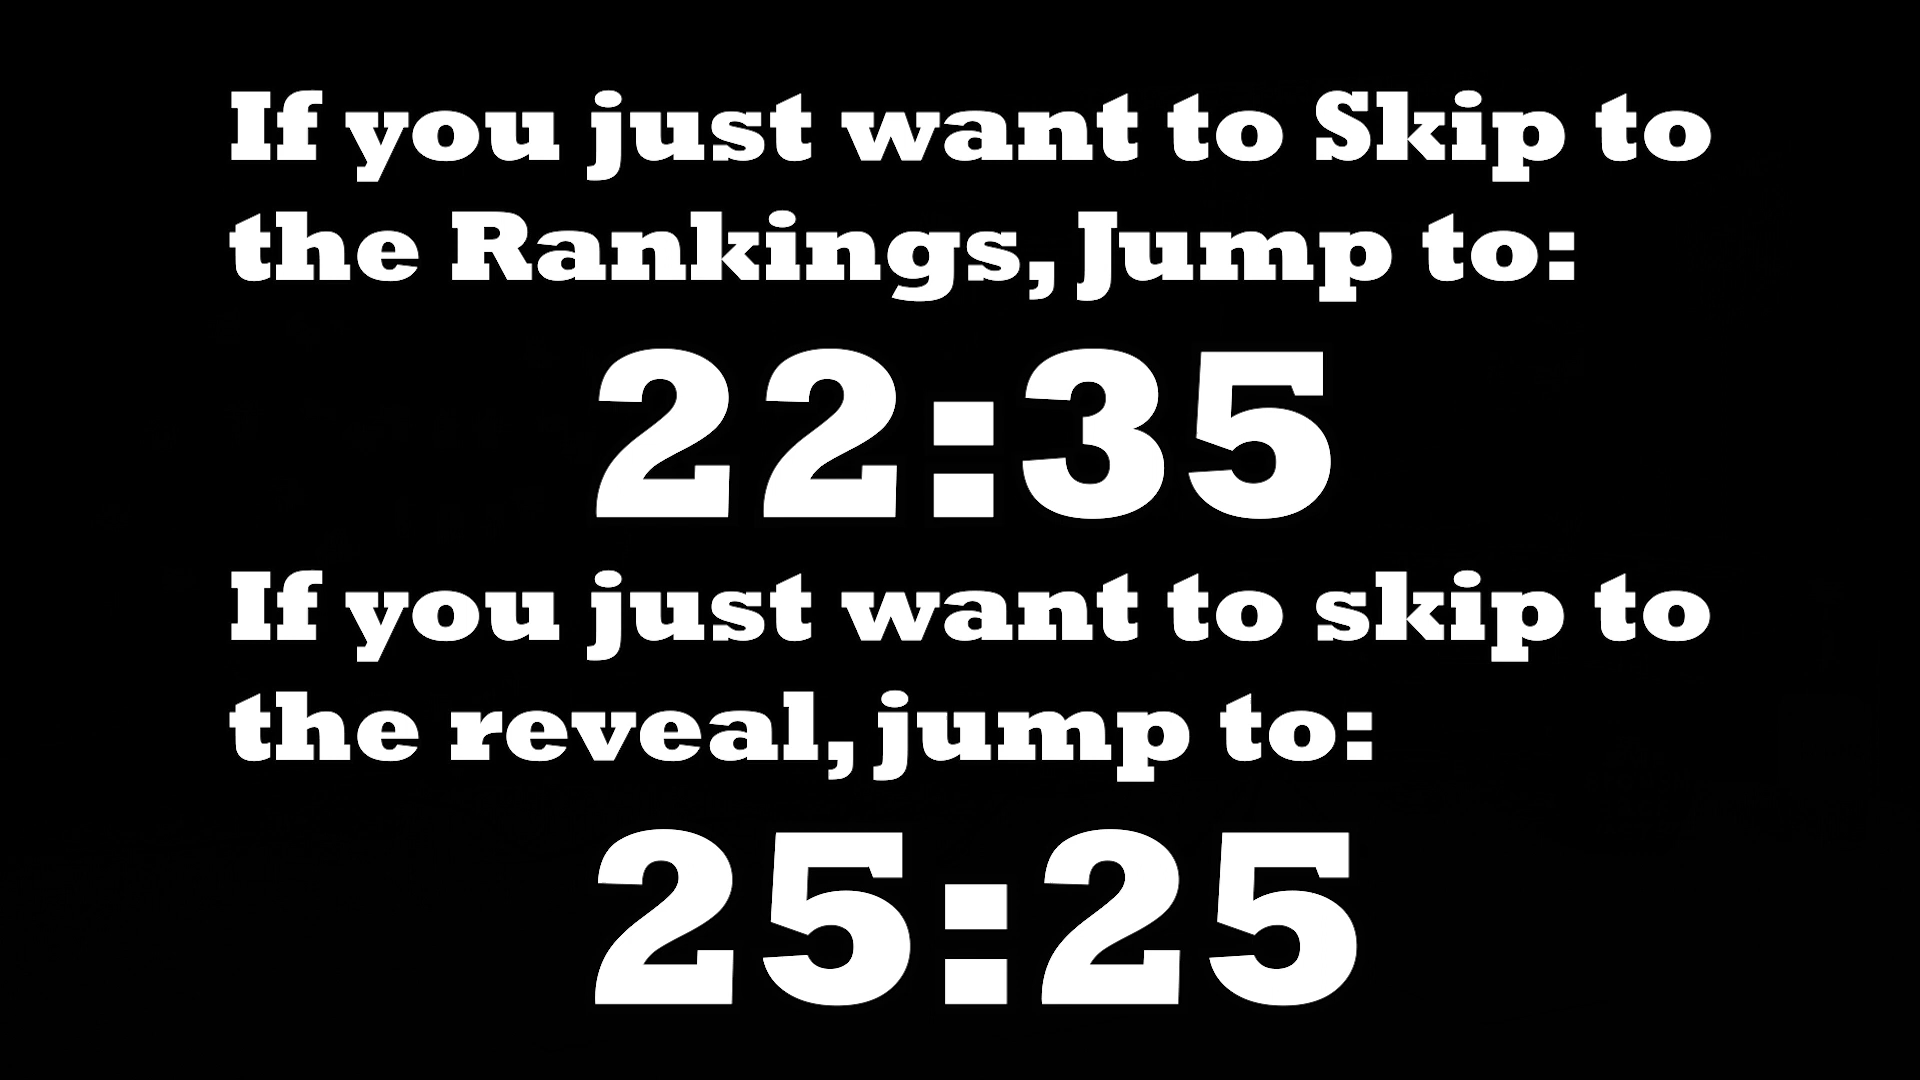 If you just want to Skip to
the Rankings, Jump to:
22:35
If you just want to skip to
the reveal, jump to:
25:25